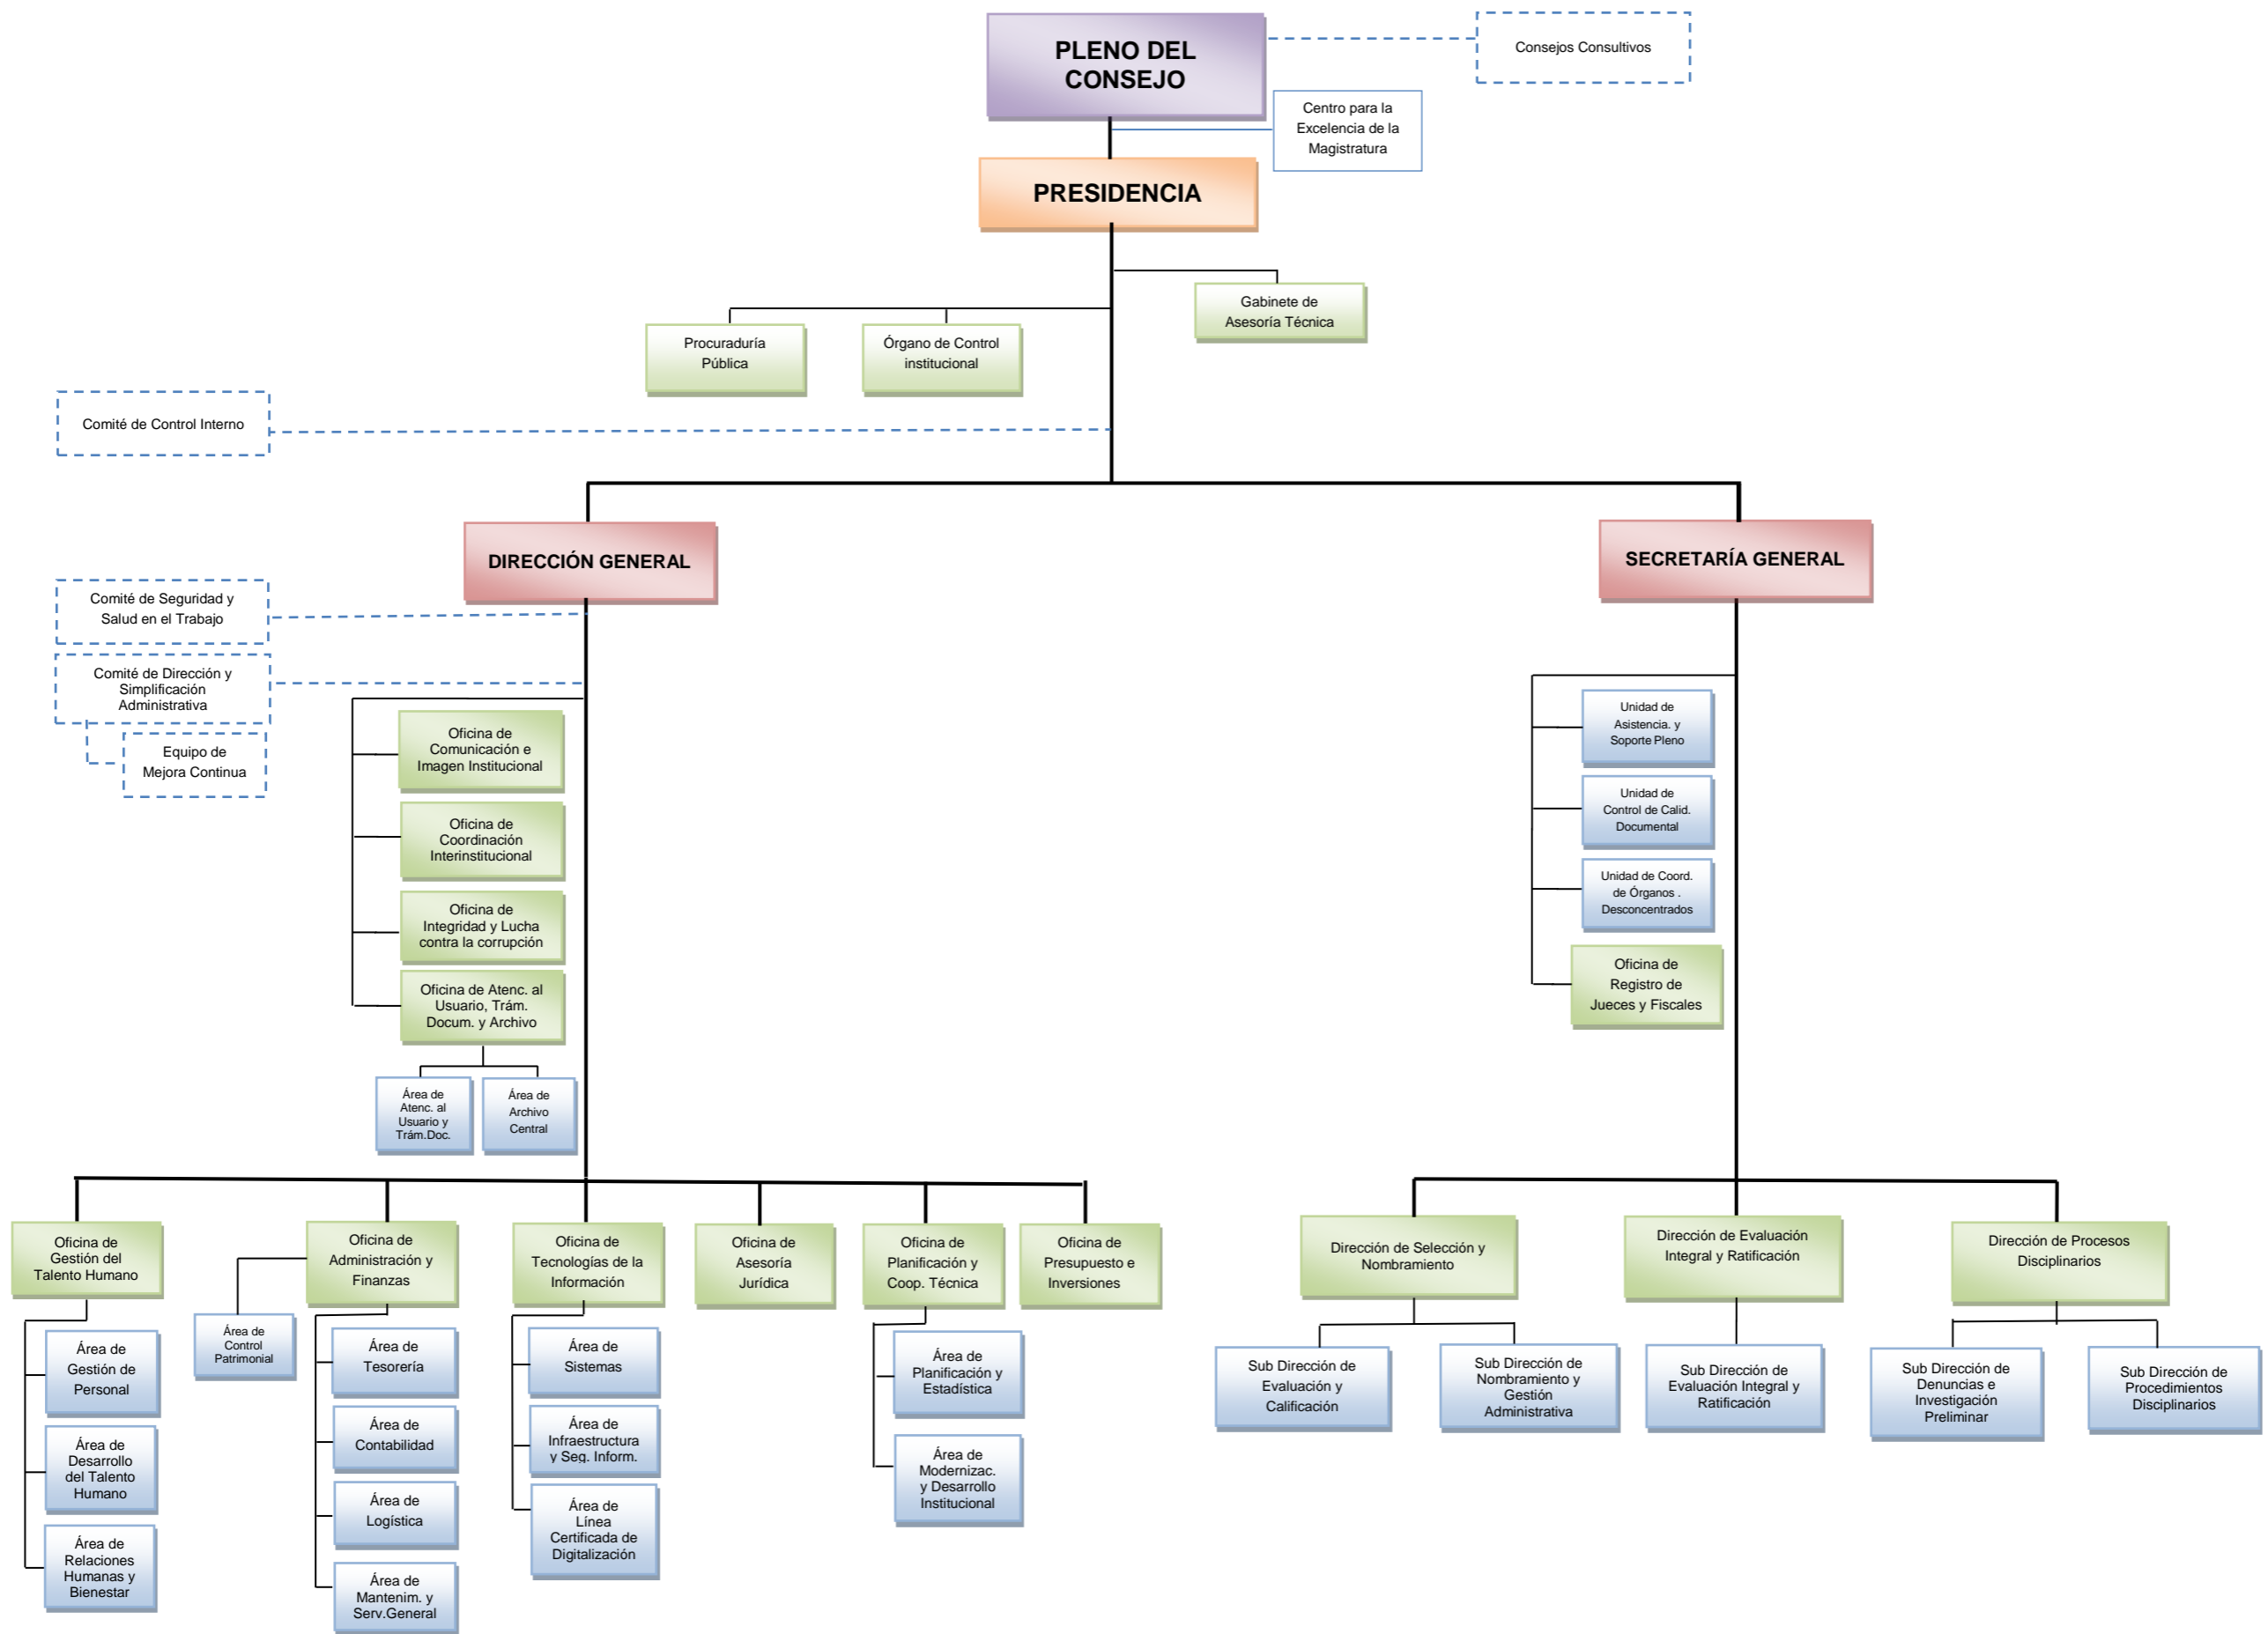 PLENO DEL
CONSEJO
Consejos Consultivos
Centro para la
Excelencia de la
Magistratura
PRESIDENCIA
Gabinete de
Asesoría Técnica
Procuraduría
Pública
Órgano de Control
institucional
Comité de Control Interno
DIRECCIÓN GENERAL
SECRETARÍA GENERAL
Comité de Seguridad y
Salud en el Trabajo
Comité de Dirección y
Simplificación
Administrativa
Equipo de
Mejora Continua
Oficina de
Comunicación e
Imagen Institucional
Oficina de
Coordinación
Interinstitucional
Oficina de
Integridad y Lucha
contra la corrupción
Oficina de Atenc. al
Usuario, Trám.
Docum. y Archivo
Área de
Atenc. al
Usuario y
Trám.Doc.
Área de
Archivo
Central
Unidad de
Asistencia. y
Soporte Pleno
Unidad de
Control de Calid.
Documental
Unidad de Coord.
de Órganos .
Desconcentrados
Oficina de
Registro de
Jueces y Fiscales
Oficina de
Gestión del
Talento Humano
Oficina de
Administración y
Finanzas
Oficina de
Tecnologías de la
Información
Oficina de
Asesoría
Jurídica
Oficina de
Planificación y
Coop. Técnica
Oficina de
Presupuesto e
Inversiones
Dirección de Selección y
Nombramiento
Dirección de Evaluación
Integral y Ratificación
Dirección de Procesos
Disciplinarios
Área de
Gestión de
Personal
Área de
Desarrollo
del Talento
Humano
Área de
Relaciones
Humanas y
Bienestar
Área de
Control
Patrimonial
Área de
Tesorería
Área de
Contabilidad
Área de
Logística
Área de
Mantenim. y
Serv.General
Área de
Sistemas
Área de
Infraestructura
y Seg. Inform.
Área de
Línea
Certificada de
Digitalización
Área de
Planificación y
Estadística
Área de
Modernizac.
y Desarrollo
Institucional
Sub Dirección de
Evaluación y
Calificación
Sub Dirección de
Nombramiento y
Gestión
Administrativa
Sub Dirección de
Evaluación Integral y
Ratificación
Sub Dirección de
Denuncias e
Investigación
Preliminar
Sub Dirección de
Procedimientos
Disciplinarios